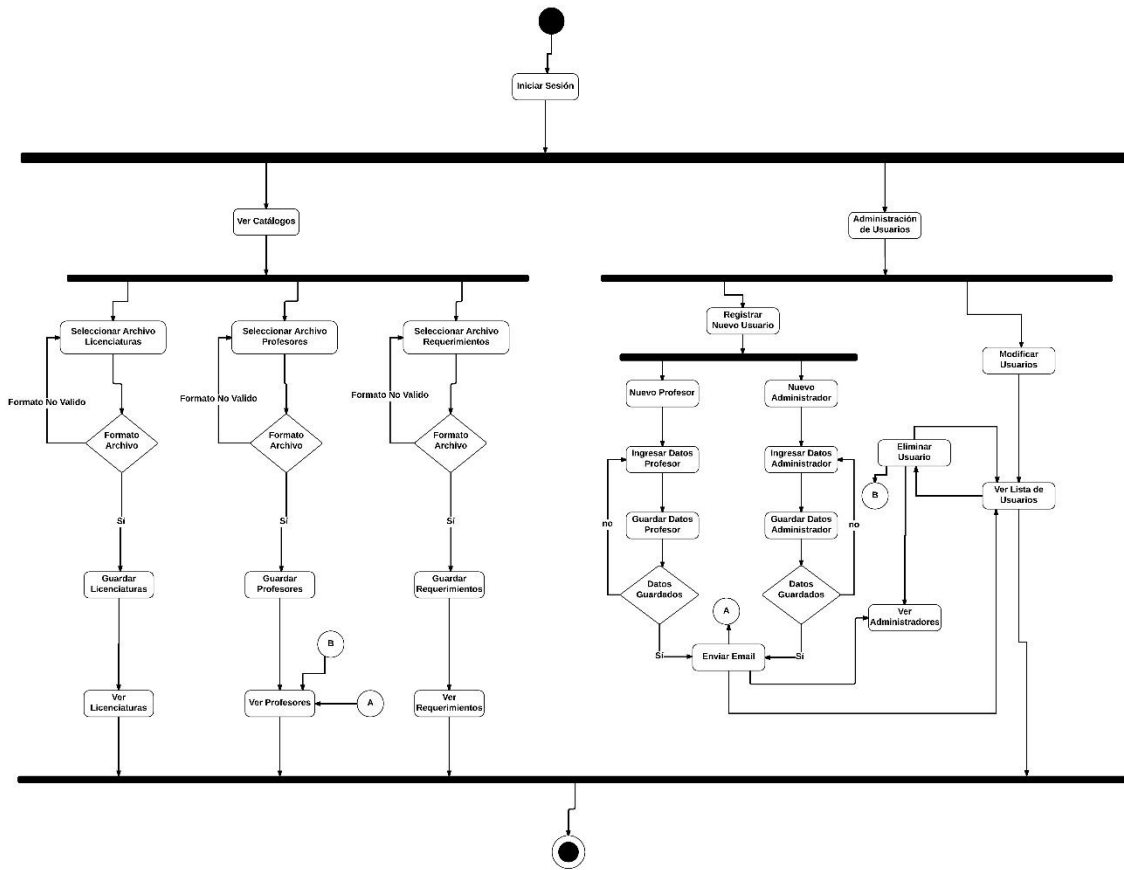 Iniciar Sesión
Ver Catálogos
Administración
de Usuarios
Seleccionar Archivo
Licenciaturas
Seleccionar Archivo
Profesores
Seleccionar Archivo
Requerimientos
Registrar
Nuevo Usuario
Modificar
Usuarios
Formato No Valido
Formato No Valido
Formato No Valido
Nuevo Profesor
Nuevo
Administrador
Formato
Archivo
Formato
Archivo
Formato
Archivo
Ingresar Datos
Profesor
Ingresar Datos
Administrador
Eliminar
Usuario
B
Ver Lista de
Usuarios
Sí
Sí
Sí
no
Guardar Datos
Profesor
Guardar Datos
Administrador
no
Guardar
Licenciaturas
Guardar
Profesores
Guardar
Requerimientos
Datos
Guardados
Datos
Guardados
A
Ver
Administradores
B
Sí
Enviar Email
Sí
Ver
Licenciaturas
Ver Profesores
A
Ver
Requerimientos